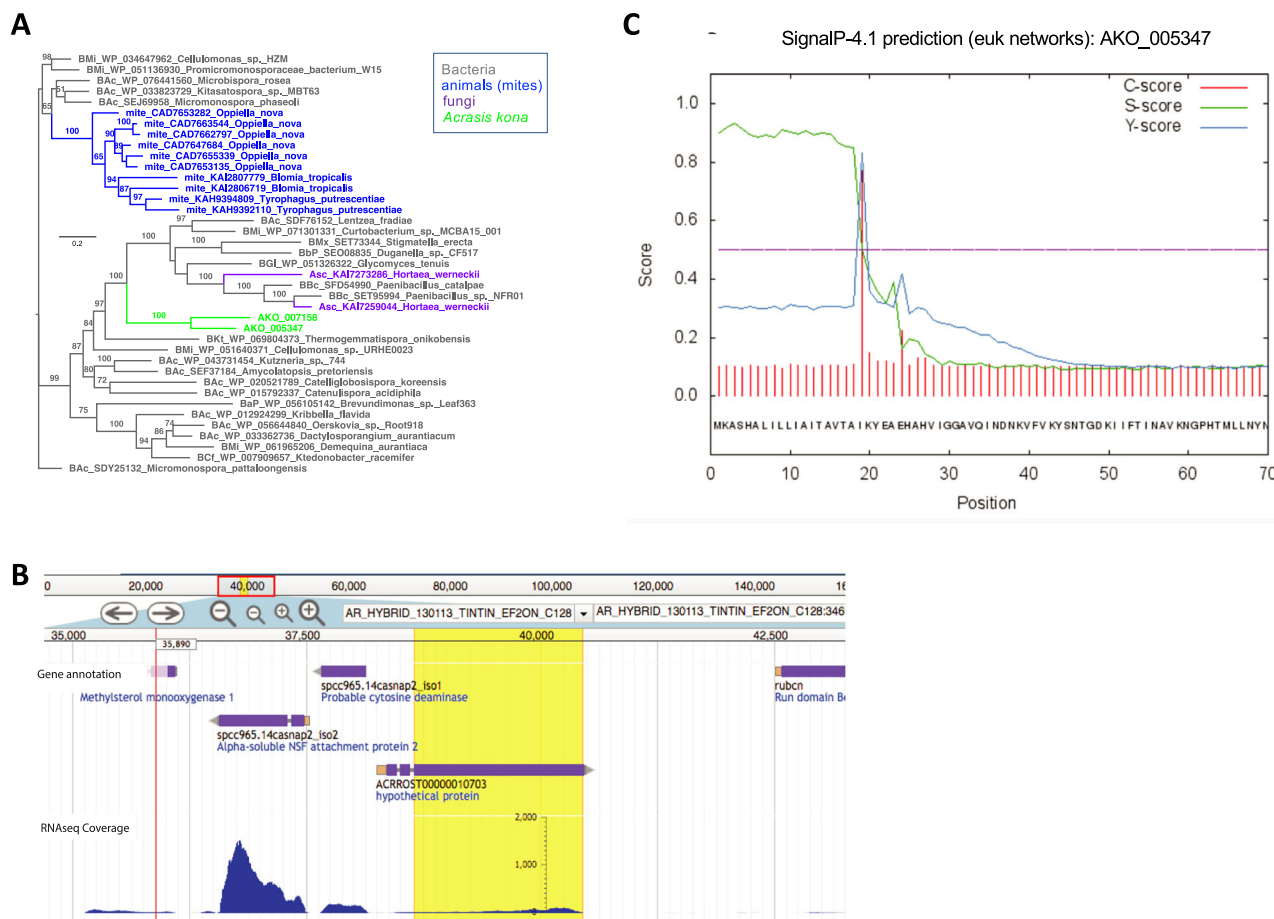 A
98
BMi_WP_034647962_Cellulomonas_sp._HZM
BMi_WP_051136930_Promicromonosporaceae_bacterium_W15
BAc_WP_076441560_Microbispora_rosea
51
BAc_WP_033823729_Kitasatospora_sp._MBT63
65
BAc_SEJ69958_Micromonospora_phaseoli
mite_CAD7653282_Oppiella_nova
100
mite_CAD7663544_Oppiella_nova
100
90
mite_CAD7662797_Oppiella_nova
89
mite_CAD7647684_Oppiella_nova
65
mite_CAD7655339_Oppiella_nova
mite_CAD7653135_Oppiella_nova
94
mite_KAI2807779_Blomia_tropicalis
87
mite_KAI2806719_Blomia_tropicalis
97
mite_KAH9394809_Tyrophagus_putrescentiae
mite_KAH9392110_Tyrophagus_putrescentiae
97
BAc_SDF76152_Lentzea_fradiae
BMi_WP_071301331_Curtobacterium_sp._MCBA15_001
0.2
100
100
BMx_SET73344_Stigmatella_erecta
BbP_SEO08835_Duganella_sp._CF517
BGl_WP_051326322_Glycomyces_tenuis
100
100
Asc_KAI7273286_Hortaea_werneckii
BBc_SFD54990_Paenibacillus_catalpae
100
BBc_SET95994_Paenibacillus_sp._NFR01
100
Asc_KAI7259044_Hortaea_werneckii
97
100
AKO_007158
AKO_005347
84
BKt_WP_069804373_Thermogemmatispora_onikobensis
87
BMi_WP_051640371_Cellulomonas_sp._URHE0023
100
BAc_WP_043731454_Kutzneria_sp._744
80
BAc_SEF37184_Amycolatopsis_pretoriensis
99
72
BAc_WP_020521789_Catelliglobosispora_koreensis
BAc_WP_015792337_Catenulispora_acidiphila
75
BaP_WP_056105142_Brevundimonas_sp._Leaf363
BAc_WP_012924299_Kribbella_flavida
100
74
BAc_WP_056644840_Oerskovia_sp._Root918
86
BAc_WP_033362736_Dactylosporangium_aurantiacum
94
BMi_WP_061965206_Demequina_aurantiaca
BCf_WP_007909657_Ktedonobacter_racemifer
BAc_SDY25132_Micromonospora_pattaloongensis
Bacteria
animals (mites)
fungi
Acrasis kona
C
SignalP-4.1 prediction (euk networks): AKO_005347
C-score
S-score
Y-score
1.0
0.8
0.6
0.4
0.2
0.0
Score
MKASHALILLIAITAVTAIKYEAEHAHVIGGAVQINDNKVFVKYSNTGDKIIFTINAVKNGPHTMLLNYN
0 10 20 30 40 50 60 70
Position
B
0 20,000 40,000 60,000 80,000 100,000 120,000 140,000 16
AR_HYBRID_130113_TINTIN_EF2ON_C128 AR_HYBRID_130113_TINTIN_EF2ON_C128:346
35,000 37,500 40,000 42,500
35,890
Gene annotation
Methylsterol monooxygenase 1
spcc965.14casnap2_iso1
Probable cytosine deaminase
rubcn
Run domain Be
spcc965.14casnap2_iso2
Alpha-soluble NSF attachment protein 2
ACRROST00000010703
hypothetical protein
RNAseq Coverage
2,000
1,000
0